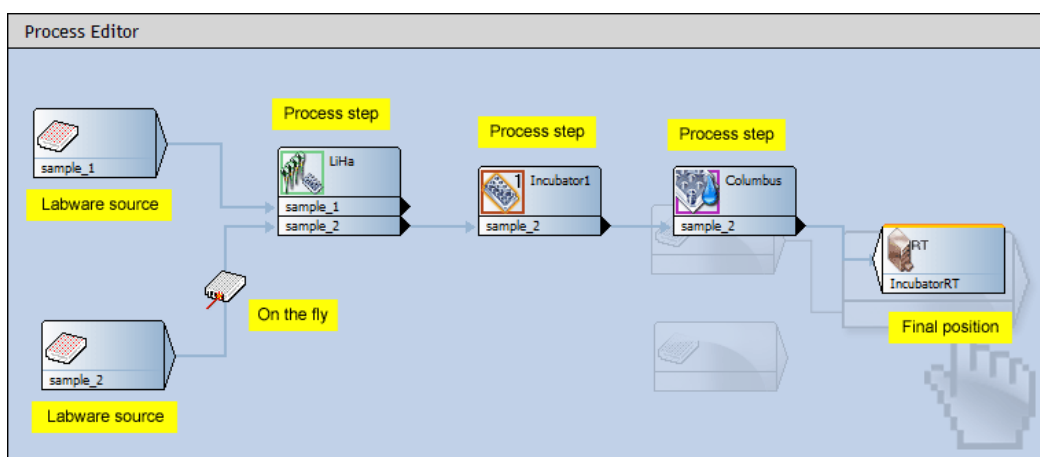 Process Editor
sample_1
Labware source
Process step
LiHa
sample_1
sample_2
Process step
1
Incubator1
sample_2
Process step
Columbus
sample_2
RT
IncubatorRT
Final position
On the fly
sample_2
Labware source